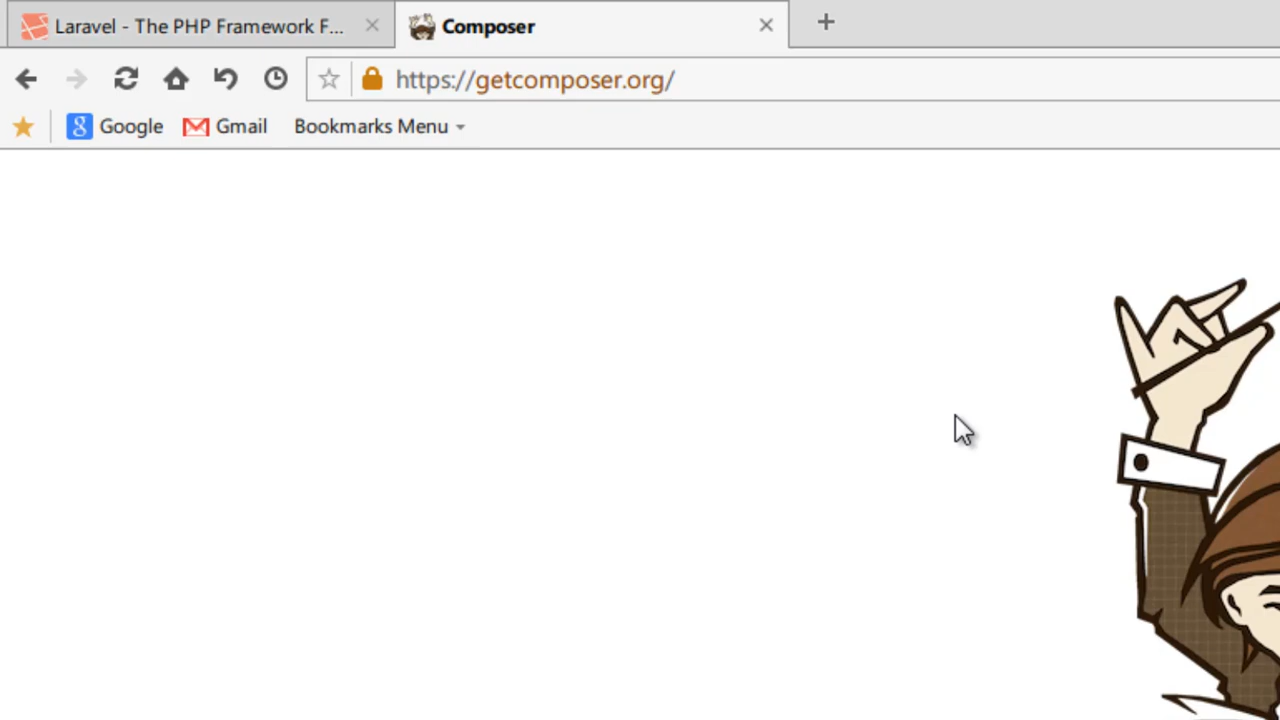 Laravel - The PHP Framework F...
Composer
https://getcomposer.org/
Google
Gmail
Bookmarks Menu